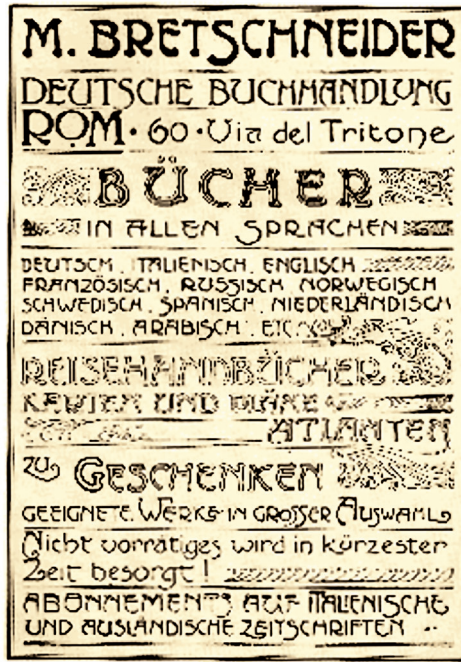 M. BRETSCHNEIDER
DEUTSCHE BUCHHANDLUNG
ROM · 60 · Via del Tritone
BÜCHER
IN ALLEN SPRACHEN
DEUTSCH, ITALIENISCH, ENGLISCH
FRANZÖSISCH, RUSSISCH, NORWEGISCH
SCHWEDISCH, SPANISCH, NIEDERLÄNDISCH
DÄNISCH, ARABISCH, ETC.
REISEHANDBÜCHER
KARTEN UND PLÄNE
ATLANTEN
ZU GESCHENKEN
GEEIGNETE WERKE IN GROSSER AUSWAHL
Nicht vorrätiges wird in kürzester
Zeit besorgt!
ABONNEMENTS AUF ITALIENISCHE
UND AUSLÄNDISCHE ZEITSCHRIFTEN